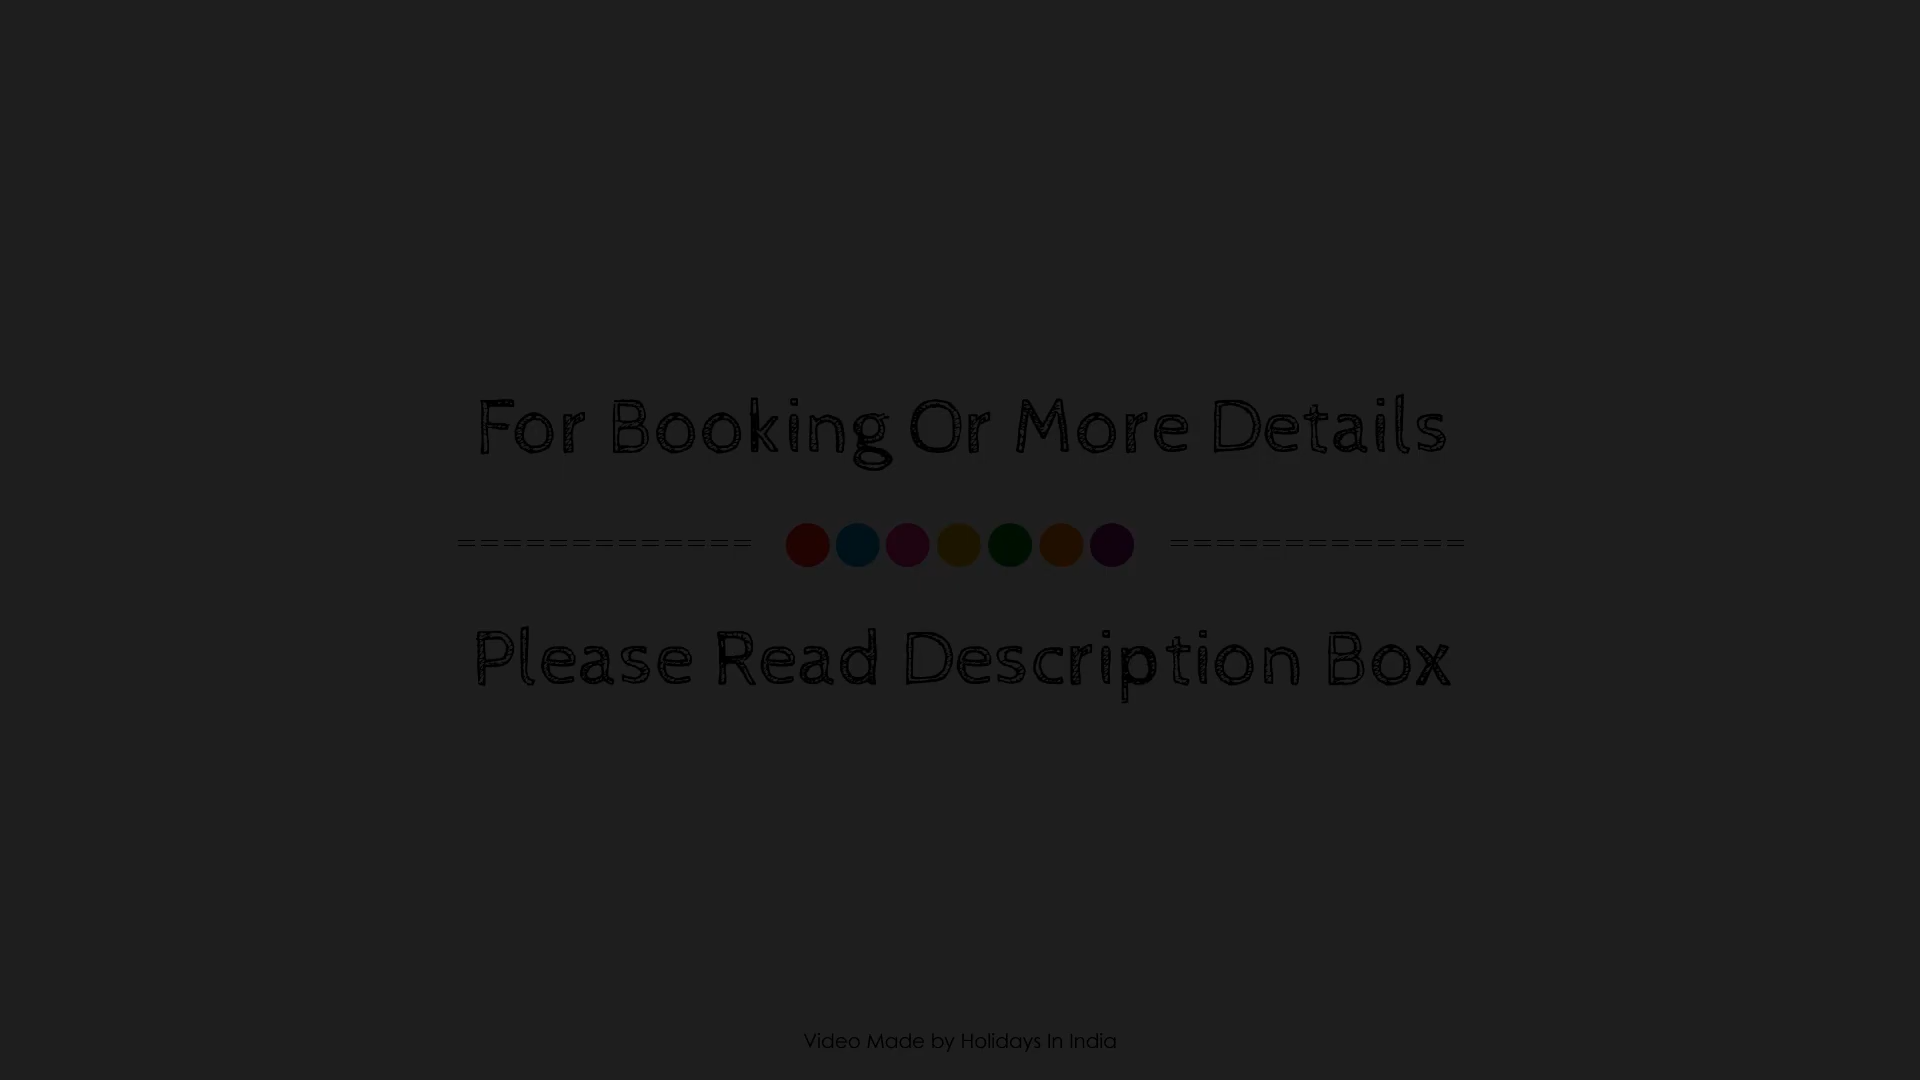 For Booking Or More Details
============= =============
Please Read Description Box
Video Made by Holidays In India